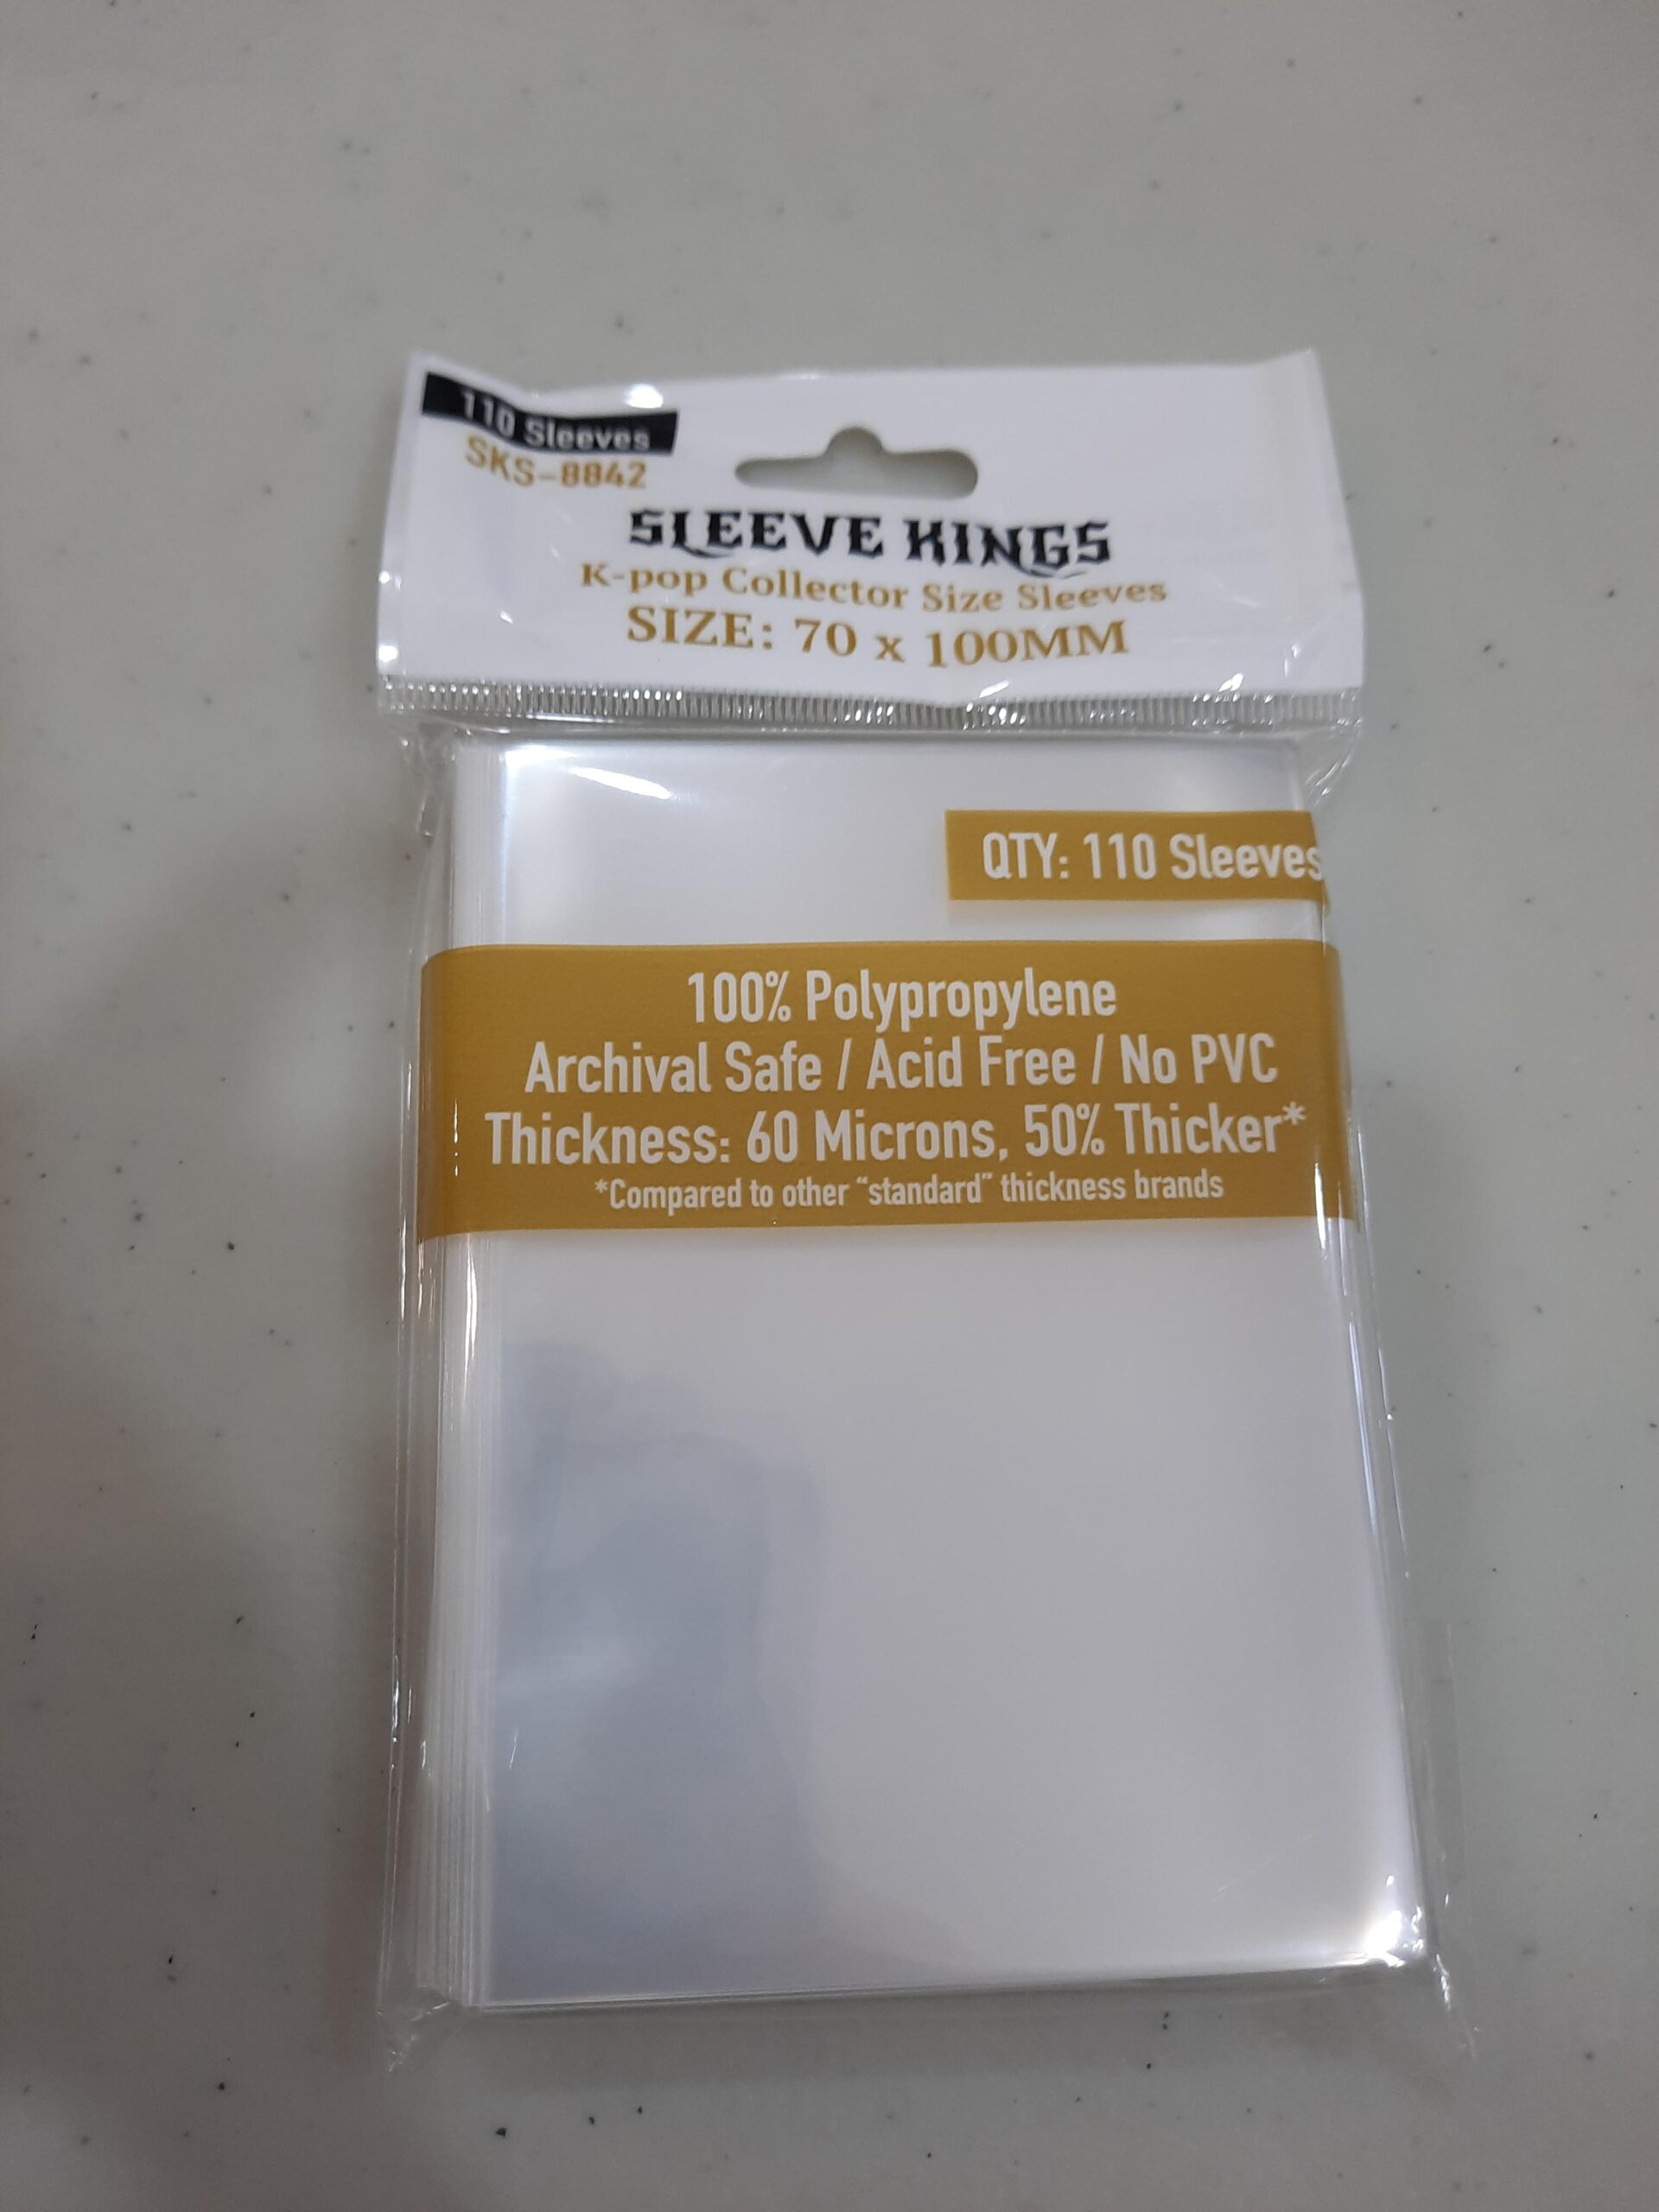 110 Sleeves
SKS-8842
SLEEVE KINGS
K-pop Collector Size Sleeves
SIZE: 70 x 100MM
QTY: 110 Sleeves
100% Polypropylene
Archival Safe / Acid Free / No PVC
Thickness: 60 Microns, 50% Thicker*
*Compared to other “standard” thickness brands